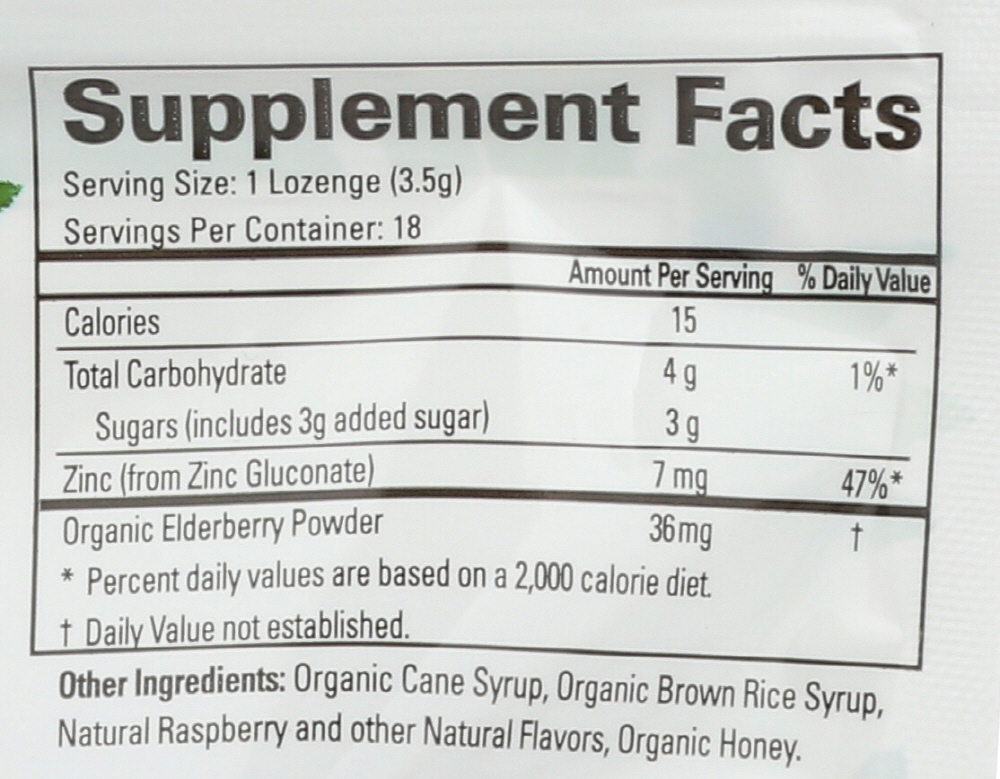 Supplement Facts
Serving Size: 1 Lozenge (3.5g)
Servings Per Container: 18
Amount Per Serving % Daily Value
Calories 15
Total Carbohydrate 4 g 1%*
Sugars (includes 3g added sugar) 3 g
Zinc (from Zinc Gluconate) 7 mg 47%*
Organic Elderberry Powder 36mg †
* Percent daily values are based on a 2,000 calorie diet.
† Daily Value not established.
Other Ingredients: Organic Cane Syrup, Organic Brown Rice Syrup,
Natural Raspberry and other Natural Flavors, Organic Honey.